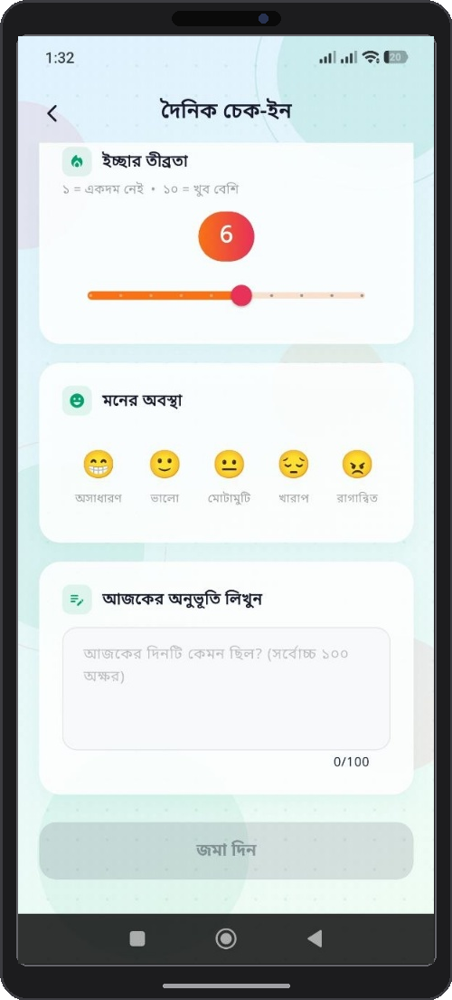 1:32
20
দৈনিক চেক-ইন
ইচ্ছার তীব্রতা
১ = একদম নেই • ১০ = খুব বেশি
6
মনের অবস্থা
অসাধারণ ভালো মোটামুটি খারাপ রাগান্বিত
আজকের অনুভূতি লিখুন
আজকের দিনটি কেমন ছিল? (সর্বোচ্চ ১০০
অক্ষর)
0/100
জমা দিন